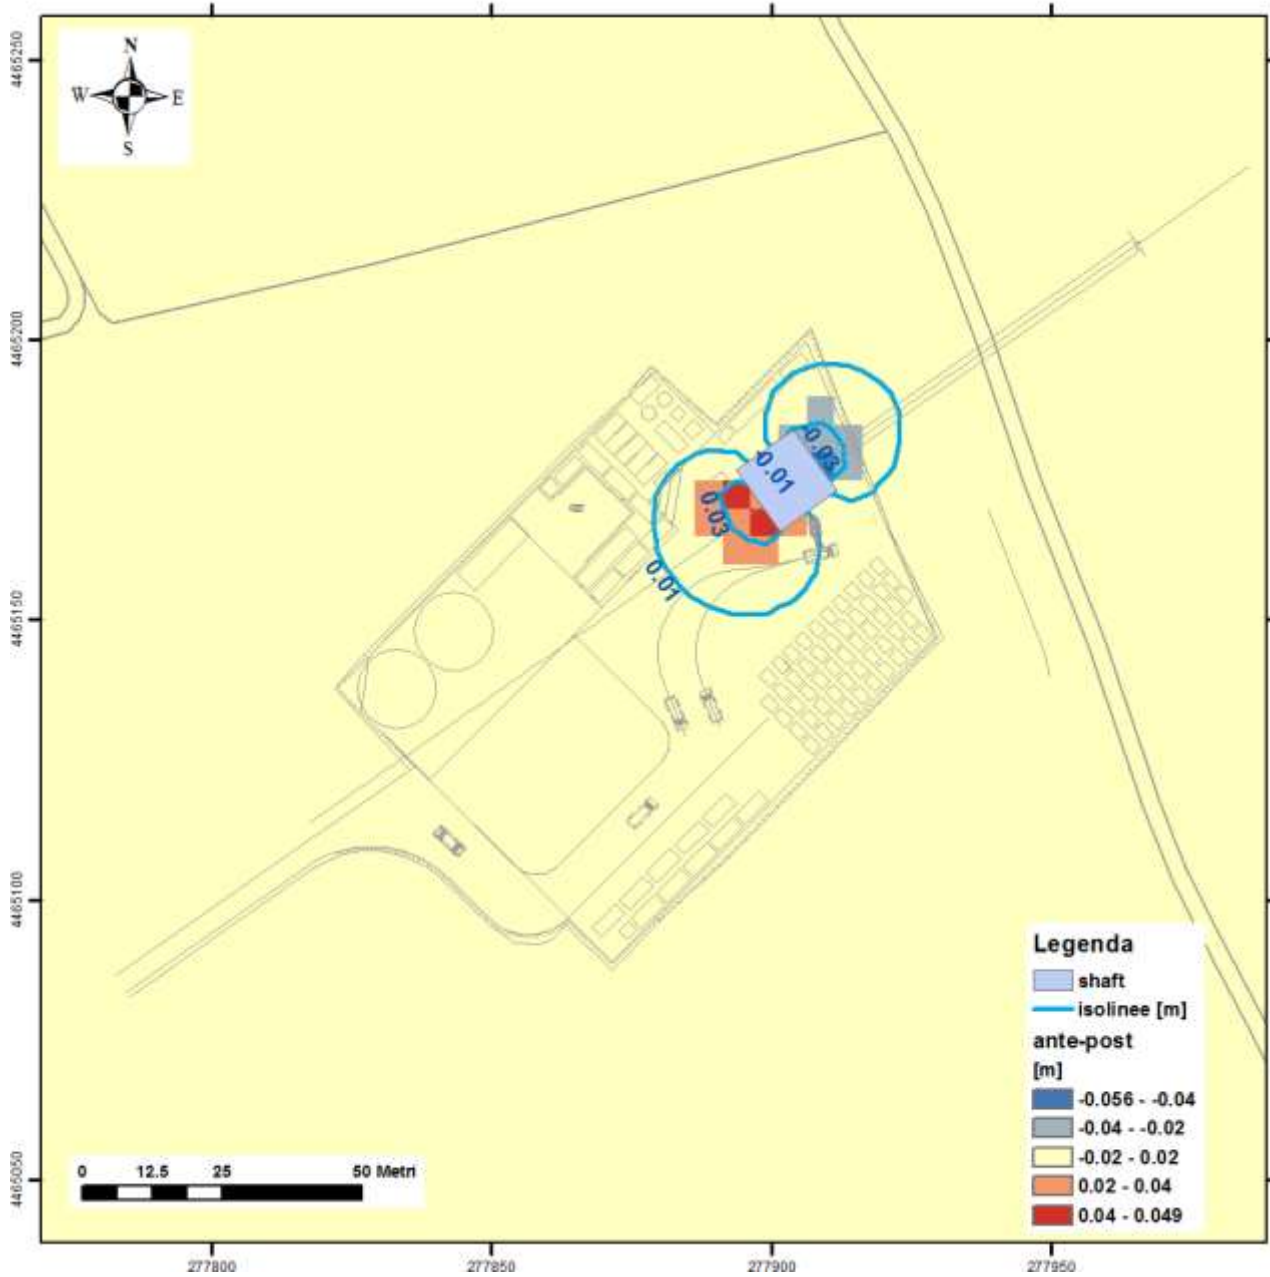 N
W E
S
4465250
4465200
4465150
4465100
4465050
-0.03
-0.01
0.03
0.01
Legenda
shaft
isolinee [m]
ante-post
[m]
-0.056 - -0.04
-0.04 - -0.02
-0.02 - 0.02
0.02 - 0.04
0.04 - 0.049
0 12.5 25 50 Metri
277800 277850 277900 277950